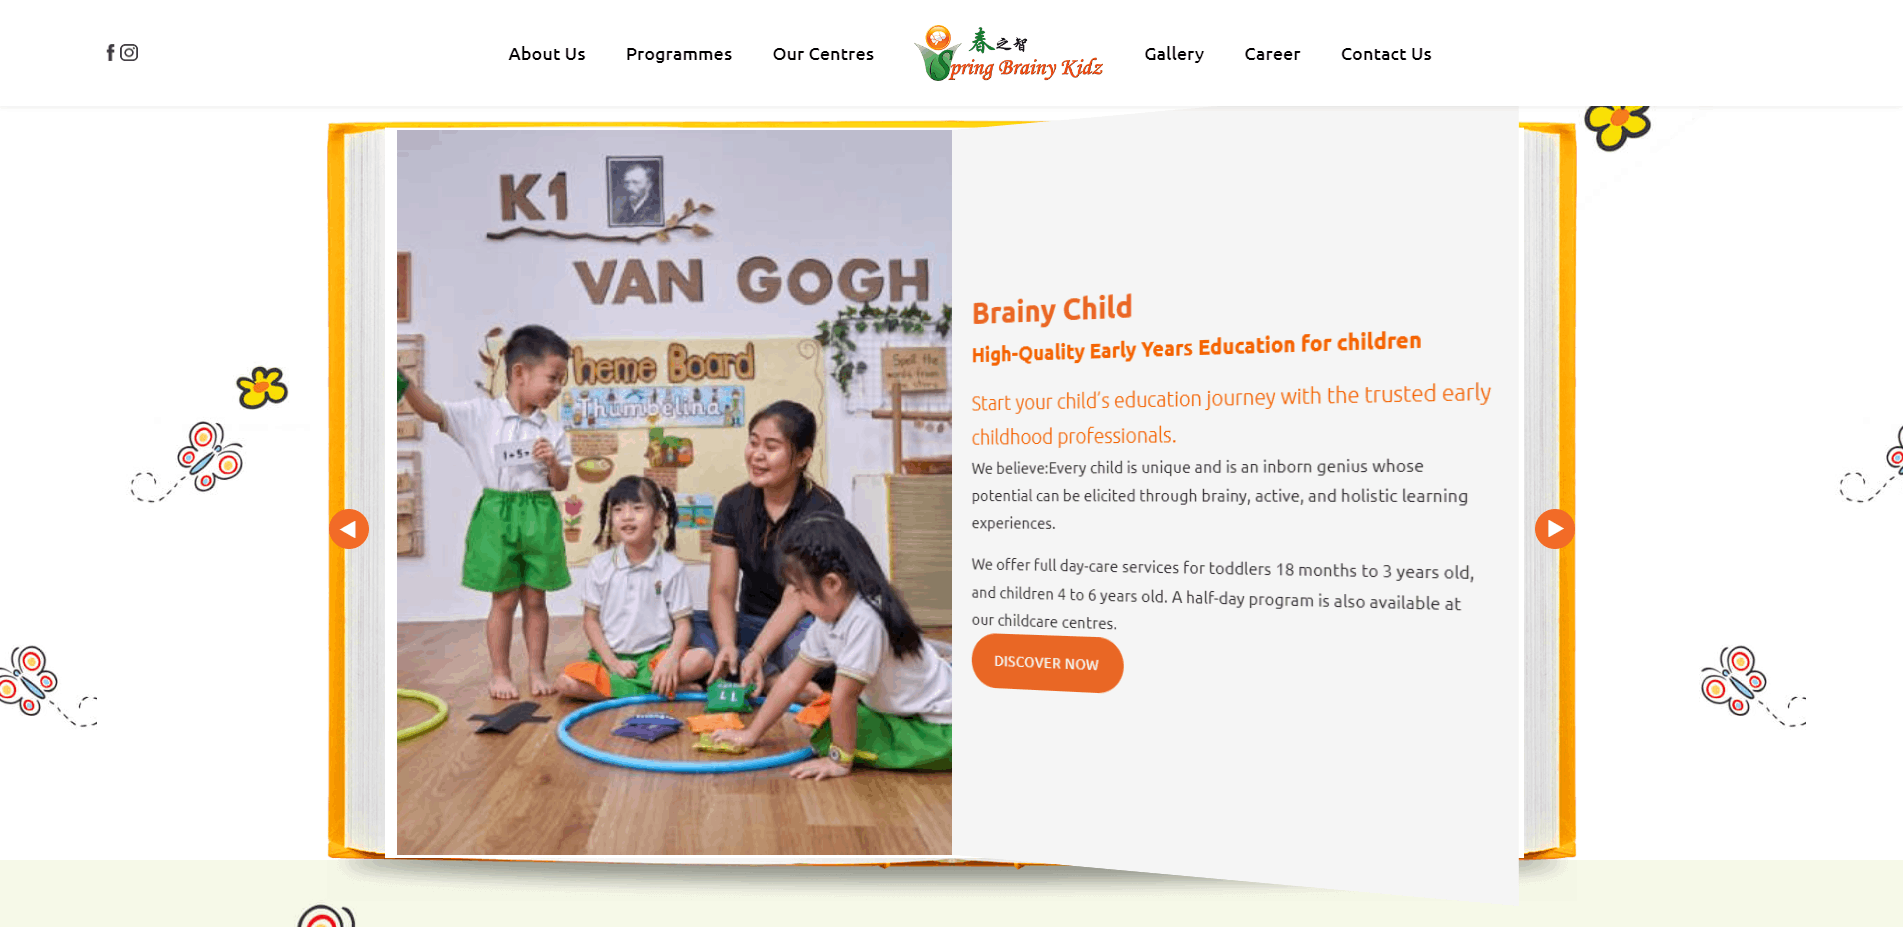 About Us
Programmes
Our Centres
春之智
Spring Brainy Kidz
Gallery
Career
Contact Us
K1
VAN GOGH
Theme Board
Thumbelina
Spell the
words from
the story
1+5=
11
Brainy Child
High-Quality Early Years Education for children
Start your child's education journey with the trusted early
childhood professionals.
We believe:Every child is unique and is an inborn genius whose
potential can be elicited through brainy, active, and holistic learning
experiences.
We offer full day-care services for toddlers 18 months to 3 years old,
and children 4 to 6 years old. A half-day program is also available at
our childcare centres.
DISCOVER NOW